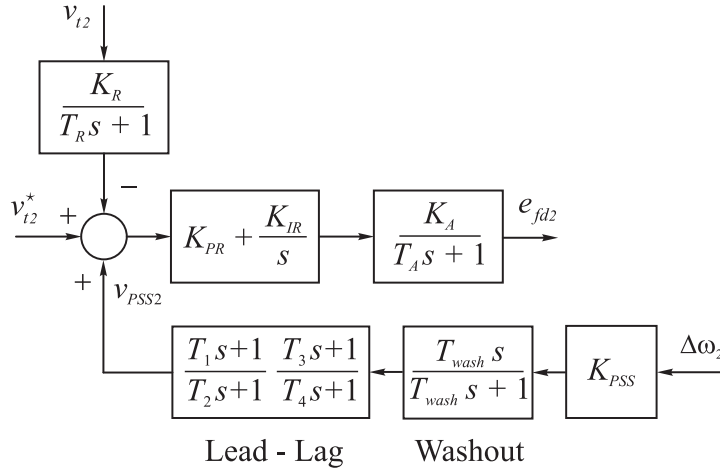 v_{t2}
K_R
T_R s + 1
−
v_{t2}^★ +
K_{PR} + K_{IR} / s
K_A
T_A s + 1
e_{fd2}
+
v_{PSS2}
T_1 s+1 T_3 s+1
T_2 s+1 T_4 s+1
T_{wash} s
T_{wash} s + 1
K_{PSS}
Δω_2
Lead - Lag Washout